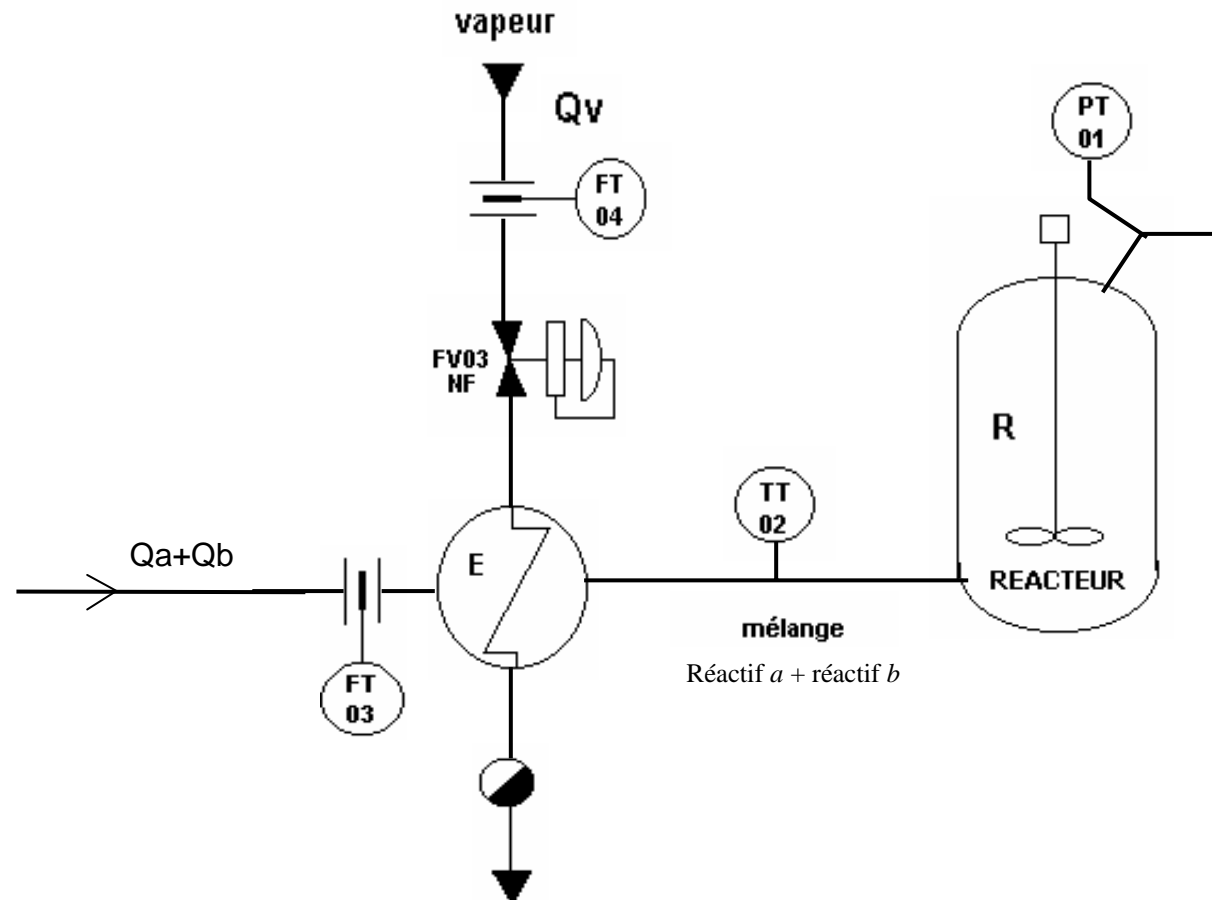 vapeur
Qv
PT
01
FT
04
FV03
NF
R
TT
02
Qa+Qb
E
REACTEUR
mélange
Réactif a + réactif b
FT
03